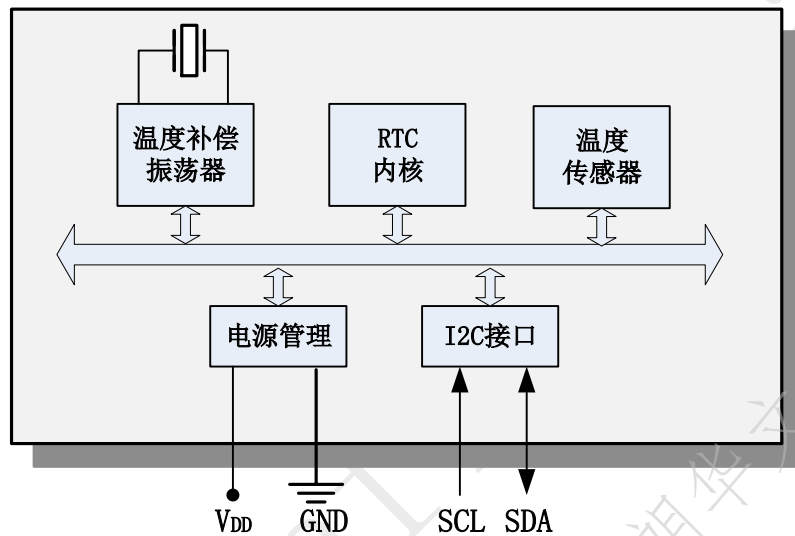 温度补偿
振荡器
RTC
内核
温度
传感器
电源管理
I2C接口
VDD
GND
SCL
SDA